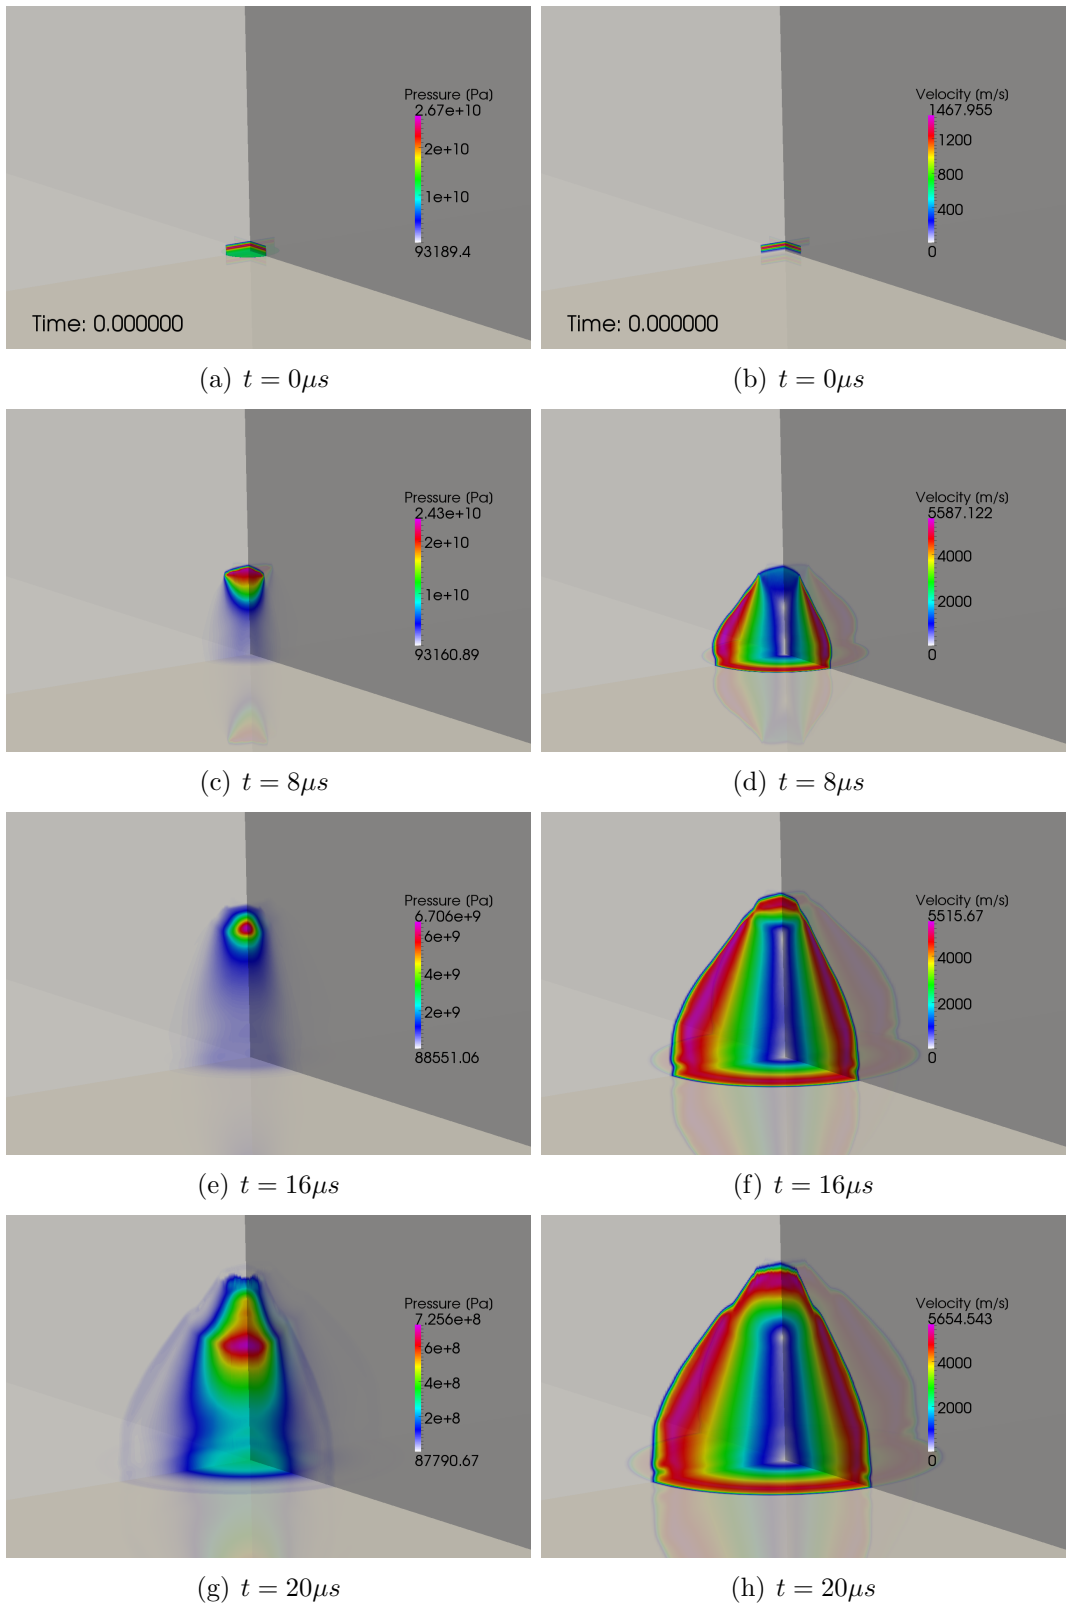 Pressure [Pa]
2.67e+10
2e+10
1e+10
93189.4
Time: 0.000000
Velocity [m/s]
1467.955
1200
800
400
0
Time: 0.000000
(a) t = 0μs
(b) t = 0μs
Pressure [Pa]
2.43e+10
2e+10
1e+10
93160.89
Velocity [m/s]
5587.122
4000
2000
0
(c) t = 8μs
(d) t = 8μs
Pressure [Pa]
6.706e+9
6e+9
4e+9
2e+9
88551.06
Velocity [m/s]
5515.67
4000
2000
0
(e) t = 16μs
(f) t = 16μs
Pressure [Pa]
7.256e+8
6e+8
4e+8
2e+8
87790.67
Velocity [m/s]
5654.543
4000
2000
0
(g) t = 20μs
(h) t = 20μs